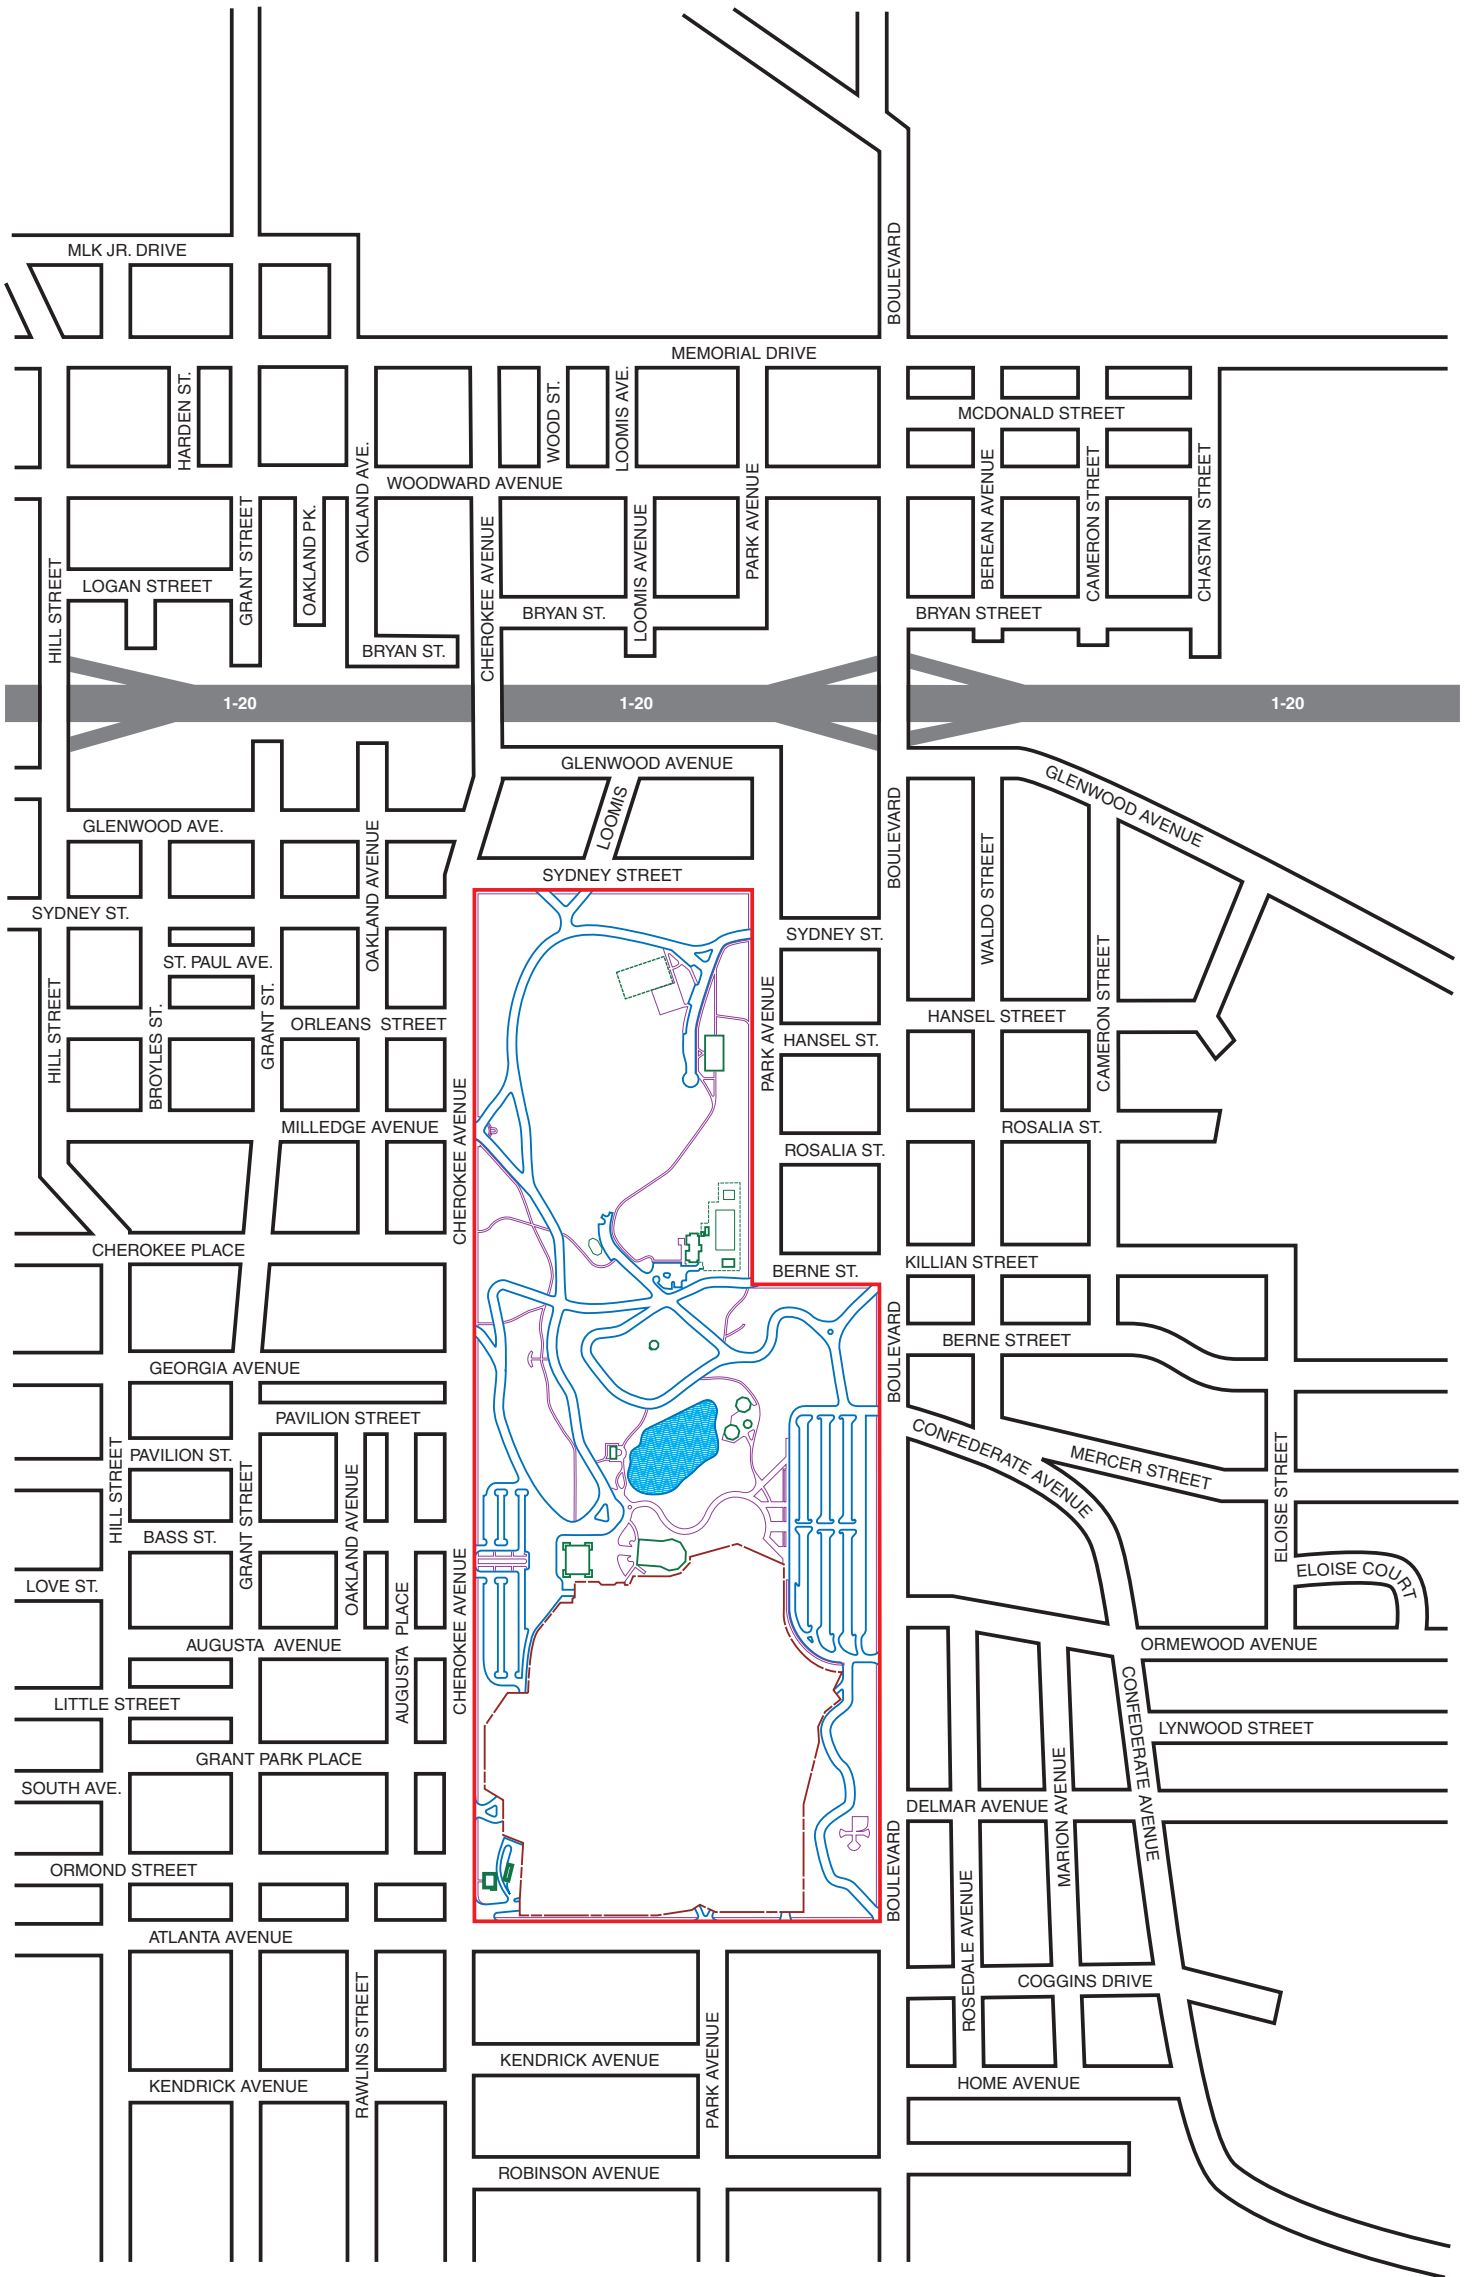 BOULEVARD
MLK JR. DRIVE
MEMORIAL DRIVE
HARDEN ST.
WOOD ST.
LOOMIS AVE.
MCDONALD STREET
OAKLAND AVE.
WOODWARD AVENUE
PARK AVENUE
BEREAN AVENUE
CAMERON STREET
CHASTAIN STREET
GRANT STREET
OAKLAND PK.
CHEROKEE AVENUE
LOOMIS AVENUE
HILL STREET
LOGAN STREET
BRYAN ST.
BRYAN STREET
BRYAN ST.
1-20
1-20
1-20
GLENWOOD AVENUE
GLENWOOD AVENUE
LOOMIS
BOULEVARD
GLENWOOD AVE.
OAKLAND AVENUE
WALDO STREET
SYDNEY STREET
SYDNEY ST.
SYDNEY ST.
ST. PAUL AVE.
CAMERON STREET
HILL STREET
BROYLES ST.
GRANT ST.
ORLEANS STREET
PARK AVENUE
HANSEL STREET
HANSEL ST.
CHEROKEE AVENUE
MILLEDGE AVENUE
ROSALIA ST.
ROSALIA ST.
CHEROKEE PLACE
KILLIAN STREET
BERNE ST.
BOULEVARD
BERNE STREET
GEORGIA AVENUE
PAVILION STREET
PAVILION ST.
CONFEDERATE AVENUE
MERCER STREET
HILL STREET
GRANT STREET
OAKLAND AVENUE
ELOISE STREET
BASS ST.
ELOISE COURT
LOVE ST.
AUGUSTA PLACE
CHEROKEE AVENUE
AUGUSTA AVENUE
ORMEWOOD AVENUE
LITTLE STREET
CONFEDERATE AVENUE
LYNWOOD STREET
GRANT PARK PLACE
MARION AVENUE
SOUTH AVE.
DELMAR AVENUE
BOULEVARD
ORMOND STREET
ROSEDALE AVENUE
ATLANTA AVENUE
COGGINS DRIVE
RAWLINS STREET
PARK AVENUE
KENDRICK AVENUE
KENDRICK AVENUE
HOME AVENUE
ROBINSON AVENUE